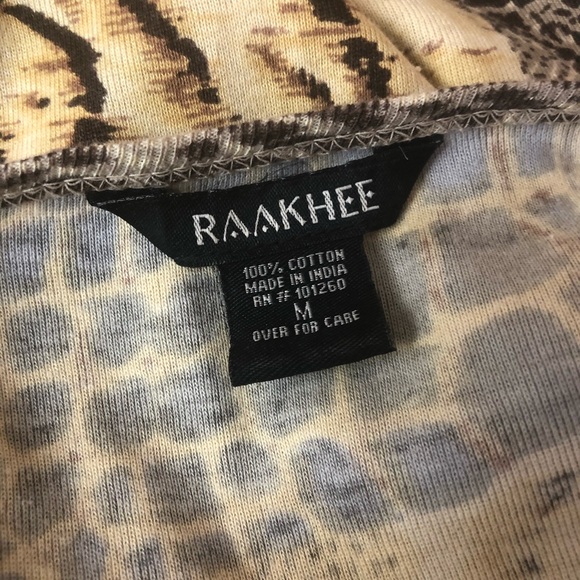 RAAKHEE
100% COTTON
MADE IN INDIA
RN # 101260
M
OVER FOR CARE